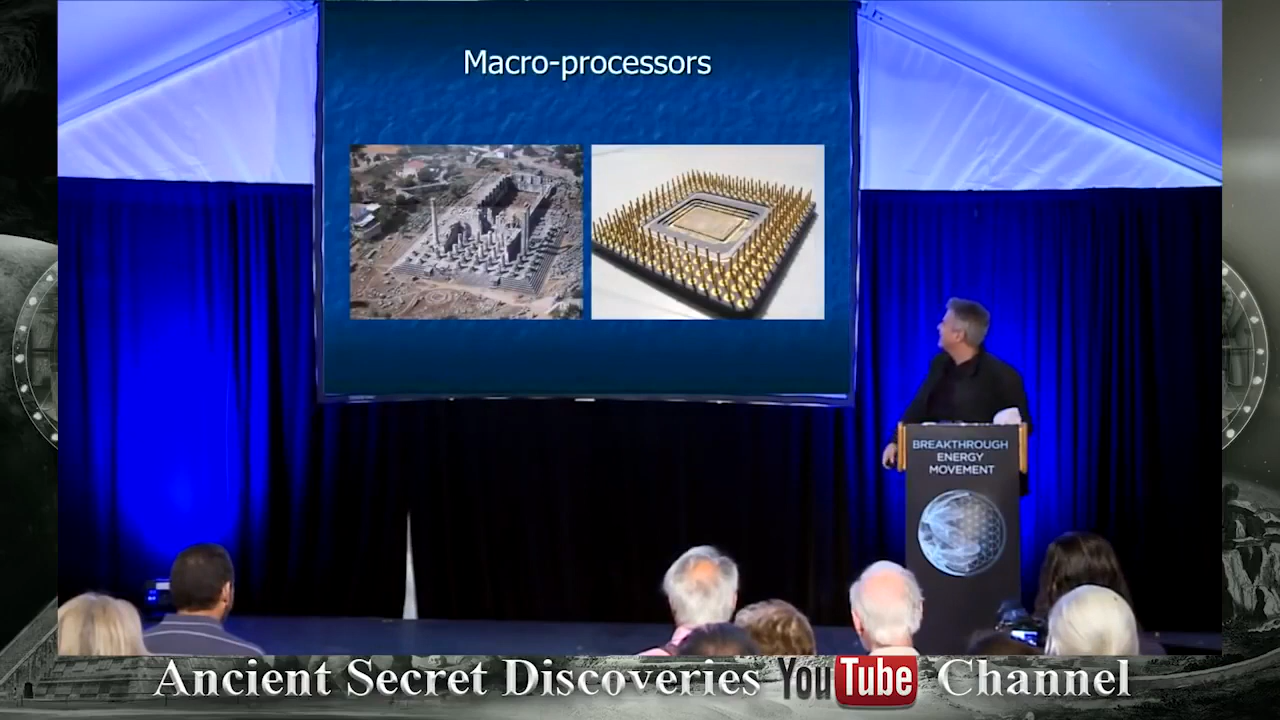 Macro-processors
BREAKTHROUGH
ENERGY
MOVEMENT
Ancient Secret Discoveries YouTube Channel